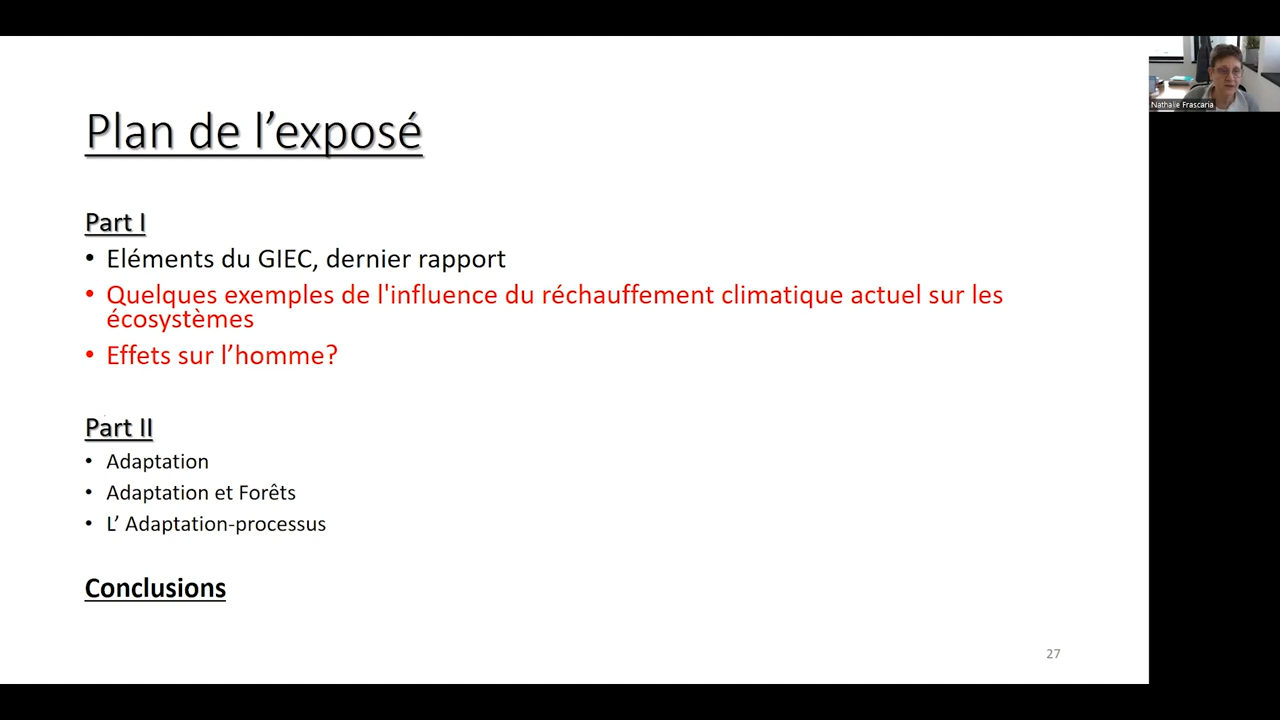 Plan de l’exposé
Nathalie Frascaria
Part I
• Eléments du GIEC, dernier rapport
• Quelques exemples de l'influence du réchauffement climatique actuel sur les
écosystèmes
• Effets sur l’homme?
Part II
• Adaptation
• Adaptation et Forêts
• L’ Adaptation-processus
Conclusions
27